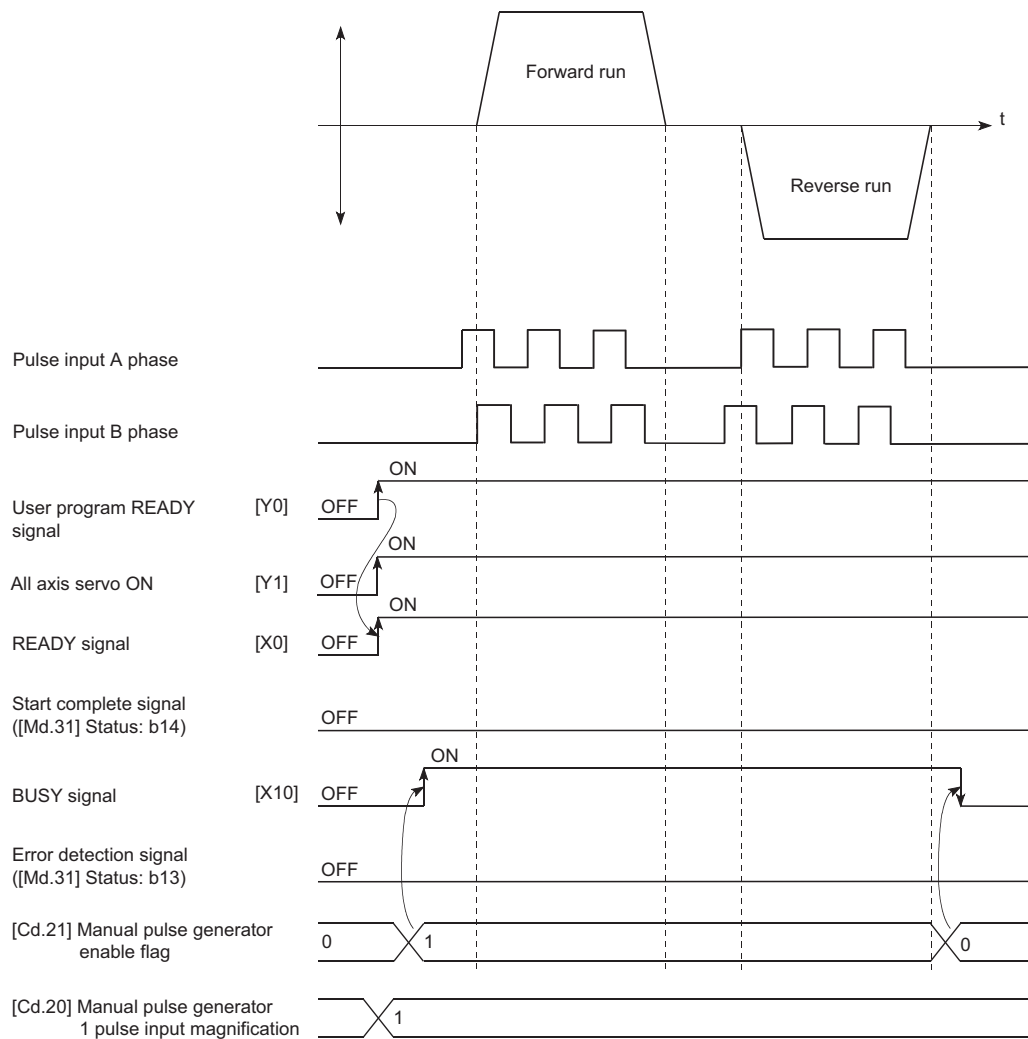 Forward run
t
Reverse run
Pulse input A phase
Pulse input B phase
ON
User program READY [Y0] OFF
signal
ON
All axis servo ON [Y1] OFF
ON
READY signal [X0] OFF
Start complete signal
([Md.31] Status: b14) OFF
ON
BUSY signal [X10] OFF
Error detection signal
([Md.31] Status: b13) OFF
[Cd.21] Manual pulse generator 0 1 0
enable flag
[Cd.20] Manual pulse generator 1
1 pulse input magnification